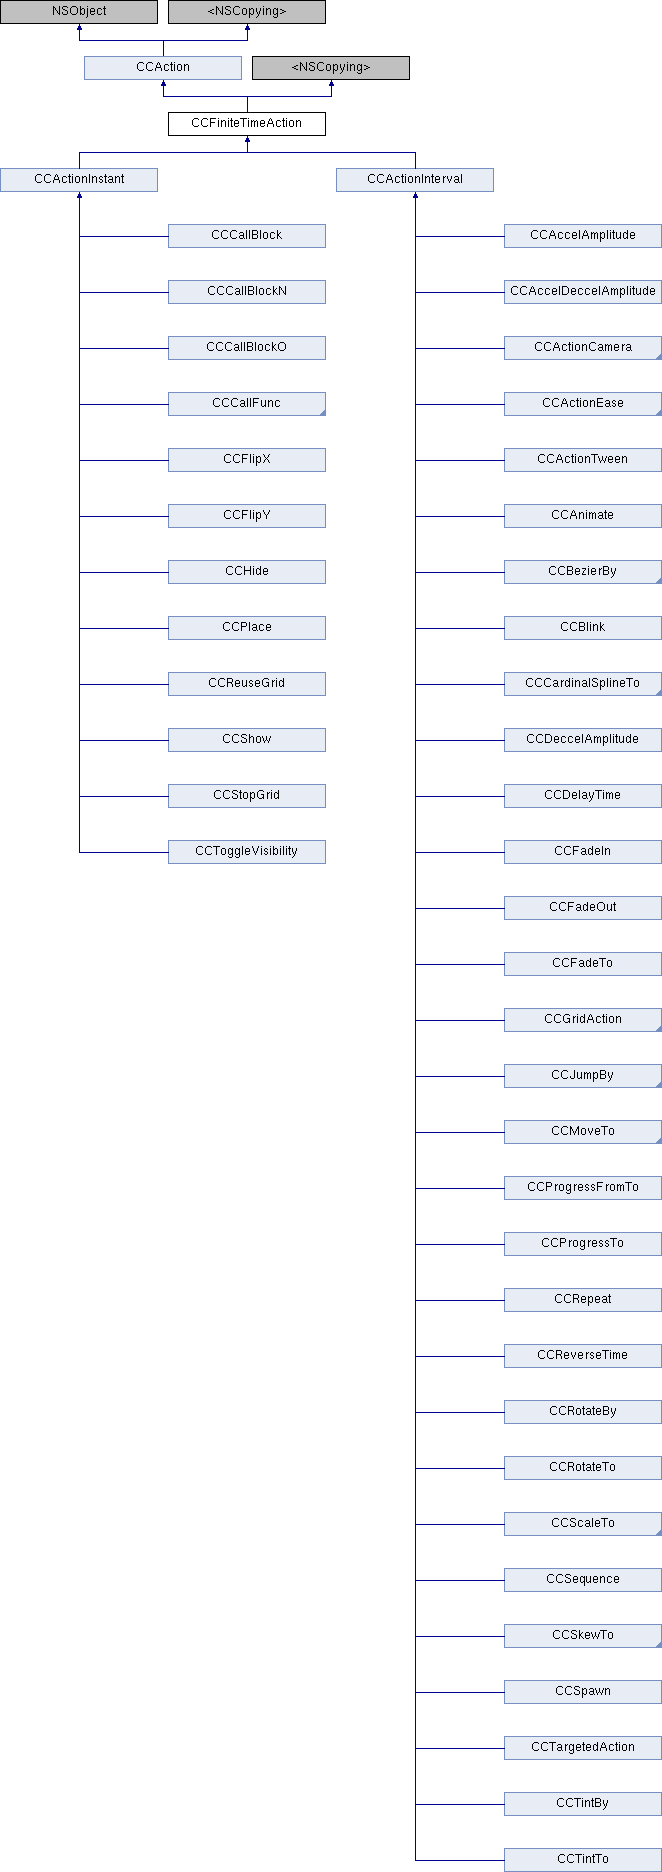 NSObject
<NSCopying>
CCAction
<NSCopying>
CCFiniteTimeAction
CCActionInstant
CCActionInterval
CCCallBlock
CCCallBlockN
CCCallBlockO
CCCallFunc
CCFlipX
CCFlipY
CCHide
CCPlace
CCReuseGrid
CCShow
CCStopGrid
CCToggleVisibility
CCAccelAmplitude
CCAccelDeccelAmplitude
CCActionCamera
CCActionEase
CCActionTween
CCAnimate
CCBezierBy
CCBlink
CCCardinalSplineTo
CCDeccelAmplitude
CCDelayTime
CCFadeIn
CCFadeOut
CCFadeTo
CCGridAction
CCJumpBy
CCMoveTo
CCProgressFromTo
CCProgressTo
CCRepeat
CCReverseTime
CCRotateBy
CCRotateTo
CCScaleTo
CCSequence
CCSkewTo
CCSpawn
CCTargetedAction
CCTintBy
CCTintTo